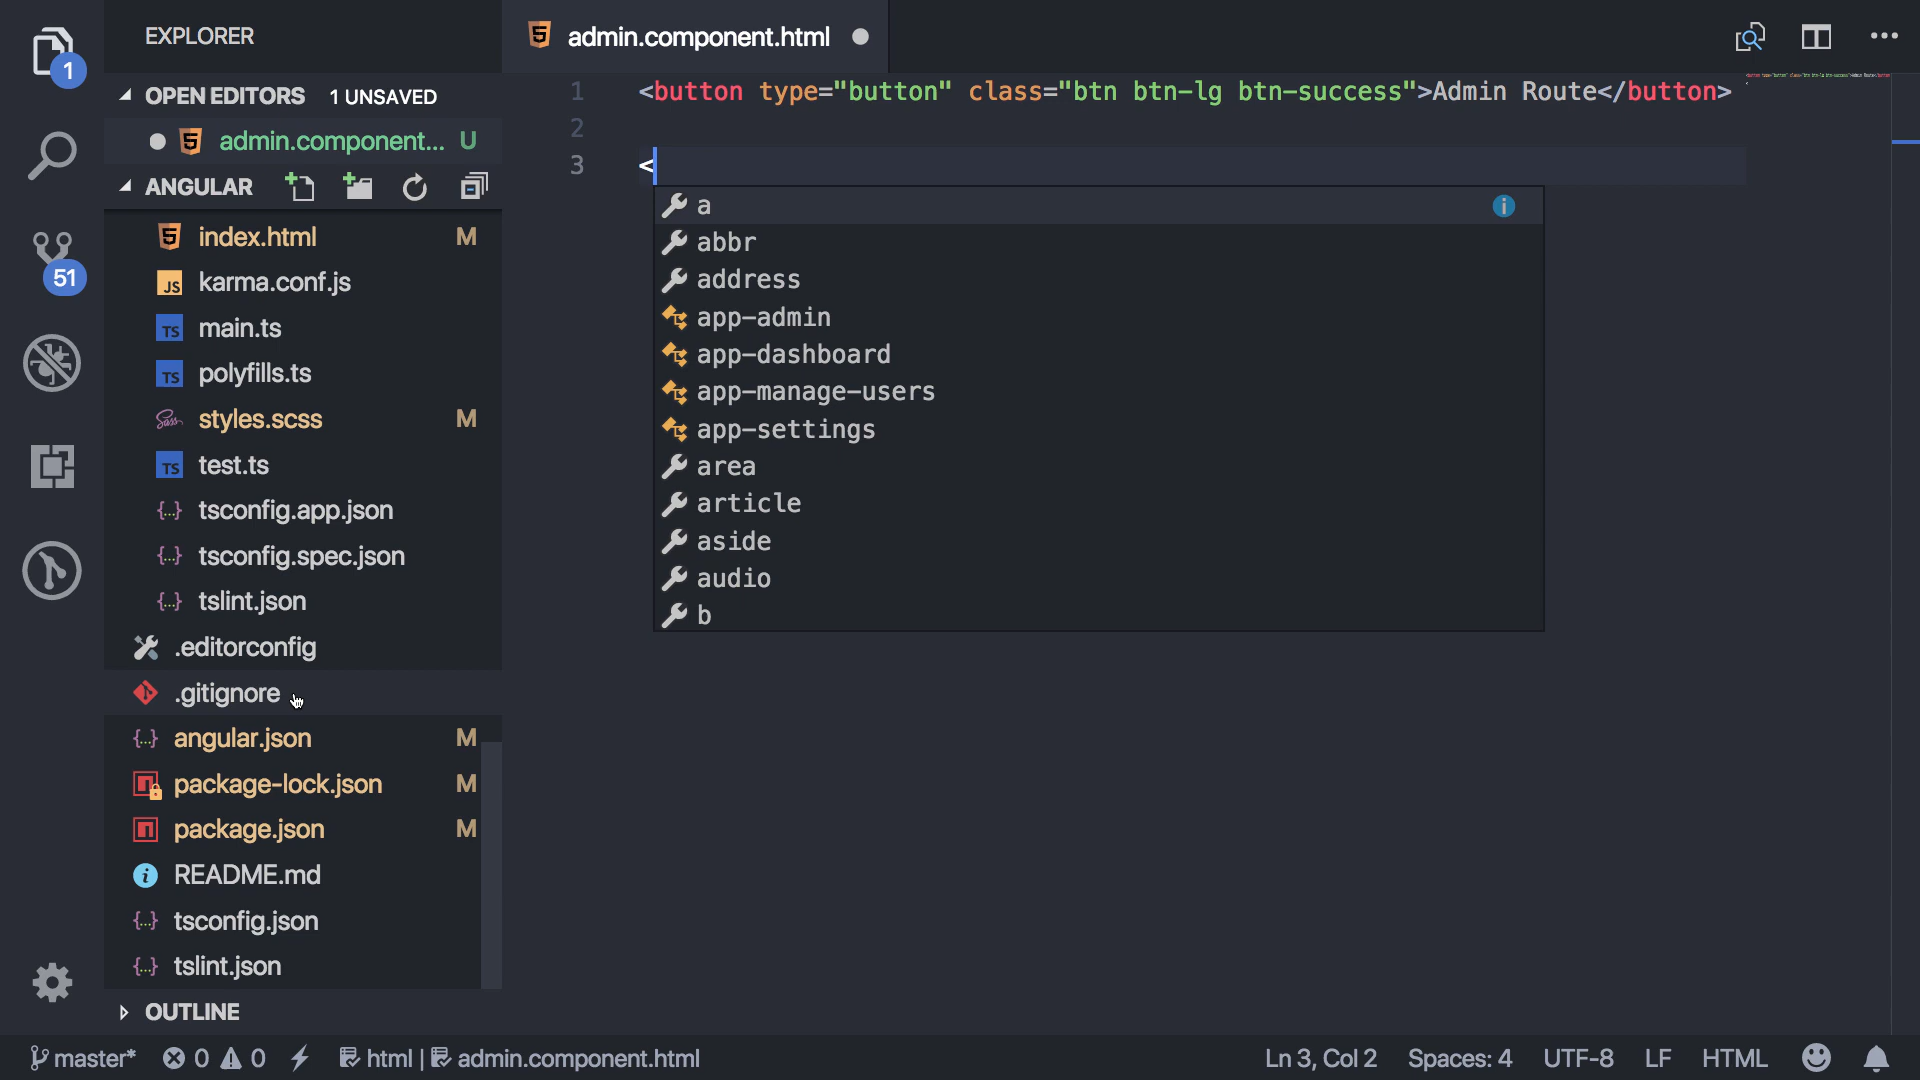 EXPLORER
OPEN EDITORS 1 UNSAVED
admin.component... U
ANGULAR
index.html M
karma.conf.js
main.ts
polyfills.ts
styles.scss M
test.ts
tsconfig.app.json
tsconfig.spec.json
tslint.json
.editorconfig
.gitignore
angular.json M
package-lock.json M
package.json M
README.md
tsconfig.json
tslint.json
OUTLINE
1
51
admin.component.html
1 <button type="button" class="btn btn-lg btn-success">Admin Route</button>
2
3 <
a
abbr
address
app-admin
app-dashboard
app-manage-users
app-settings
area
article
aside
audio
b
master* 0 0 html | admin.component.html Ln 3, Col 2 Spaces: 4 UTF-8 LF HTML